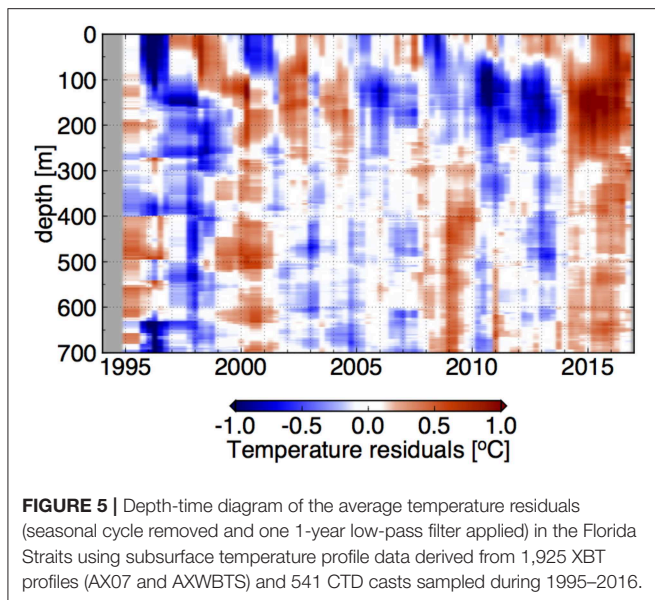 0
100
200
300
400
500
600
700
depth [m]
1995 2000 2005 2010 2015
-1.0 -0.5 0.0 0.5 1.0
Temperature residuals [°C]
FIGURE 5 | Depth-time diagram of the average temperature residuals
(seasonal cycle removed and one 1-year low-pass filter applied) in the Florida
Straits using subsurface temperature profile data derived from 1,925 XBT
profiles (AX07 and AXWBTS) and 541 CTD casts sampled during 1995–2016.